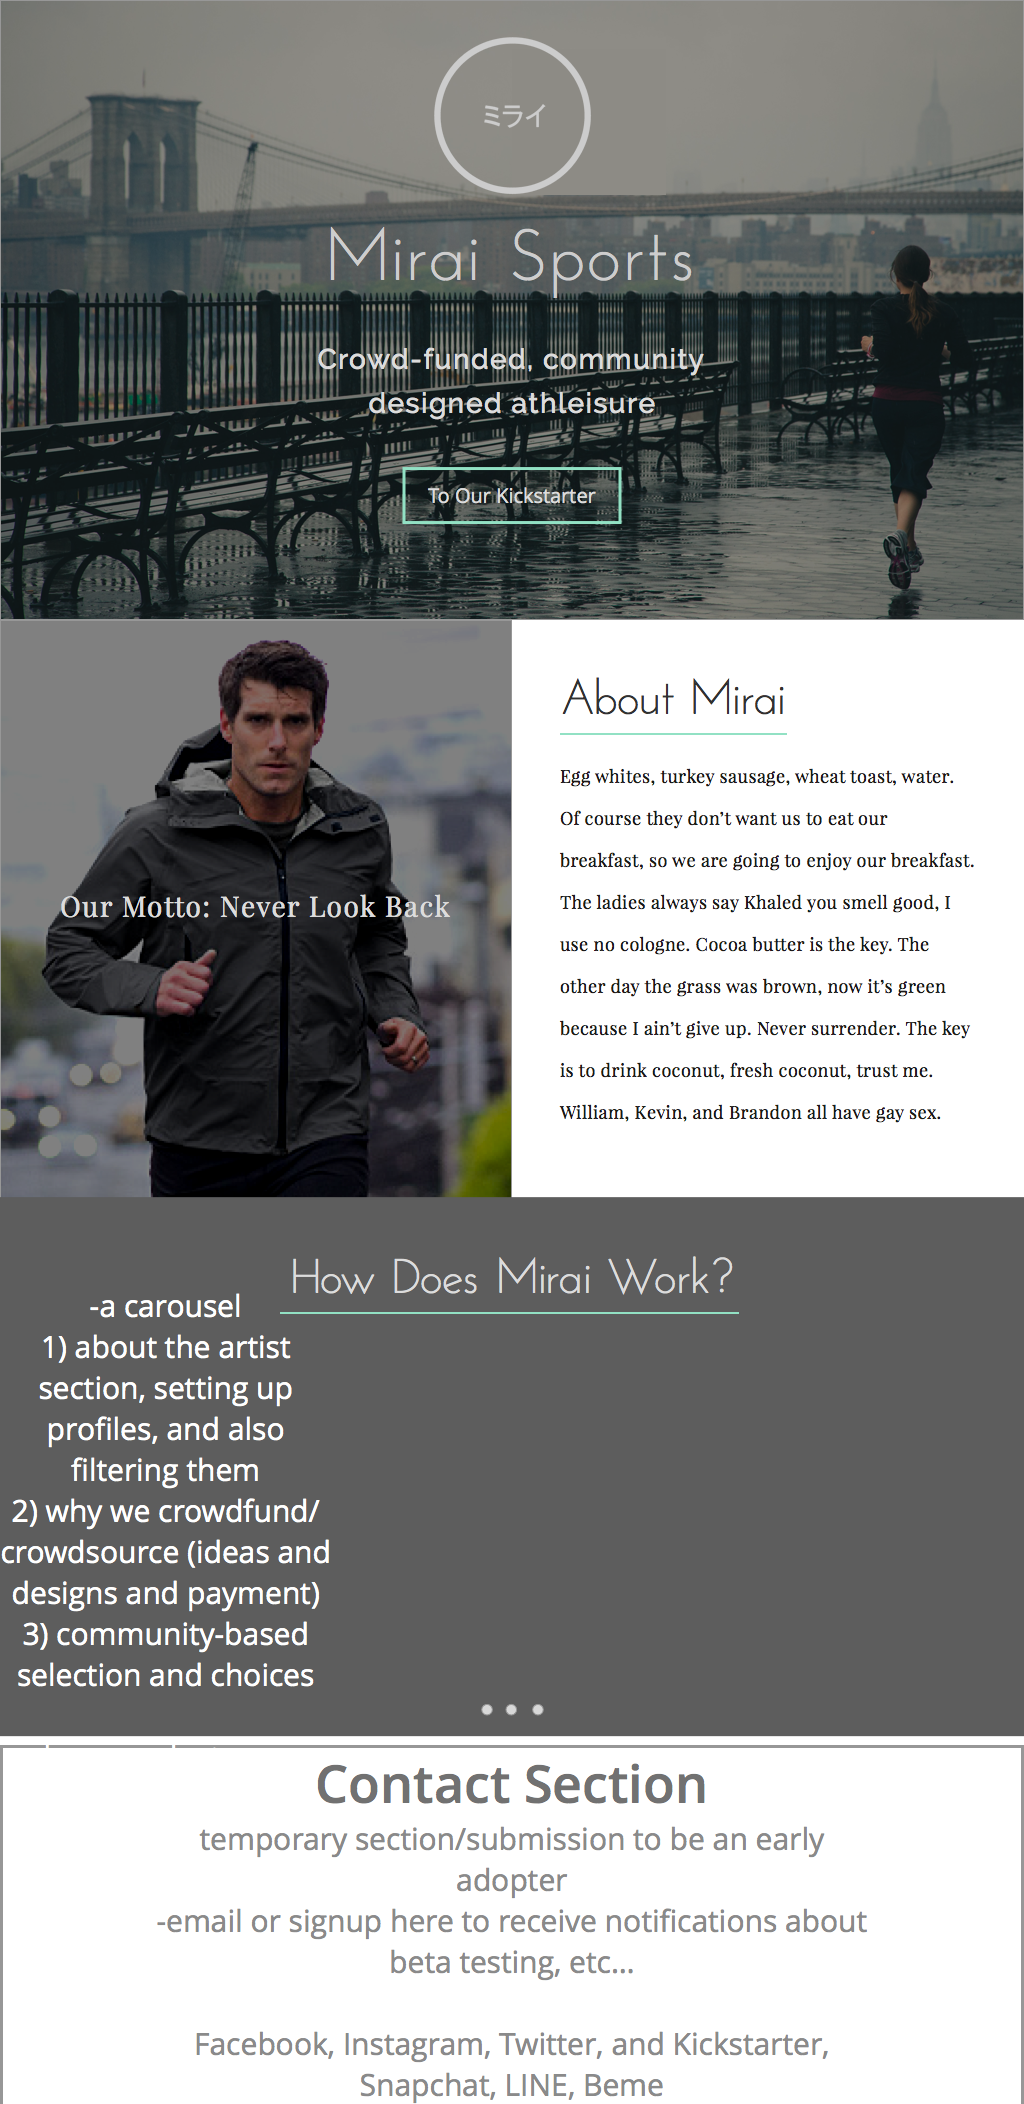 ミライ
Mirai Sports
Crowd-funded, community
designed athleisure
To Our Kickstarter
Our Motto: Never Look Back
About Mirai
Egg whites, turkey sausage, wheat toast, water.
Of course they don’t want us to eat our
breakfast, so we are going to enjoy our breakfast.
The ladies always say Khaled you smell good, I
use no cologne. Cocoa butter is the key. The
other day the grass was brown, now it’s green
because I ain’t give up. Never surrender. The key
is to drink coconut, fresh coconut, trust me.
William, Kevin, and Brandon all have gay sex.
How Does Mirai Work?
-a carousel
1) about the artist
section, setting up
profiles, and also
filtering them
2) why we crowdfund/
crowdsource (ideas and
designs and payment)
3) community-based
selection and choices
Contact Section
temporary section/submission to be an early
adopter
-email or signup here to receive notifications about
beta testing, etc...
Facebook, Instagram, Twitter, and Kickstarter,
Snapchat, LINE, Beme